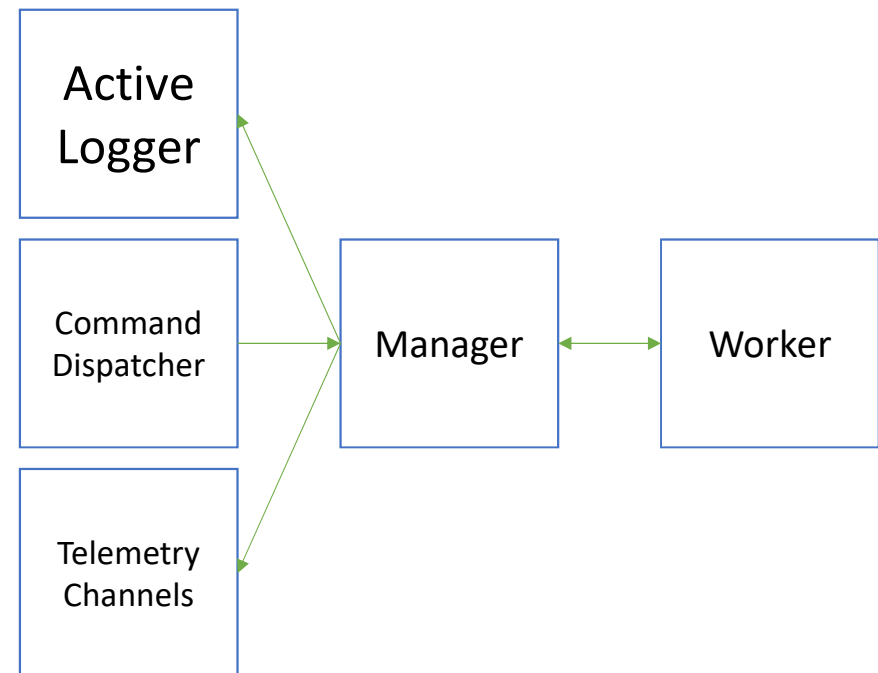 Active
Logger
Command
Dispatcher
Manager
Worker
Telemetry
Channels